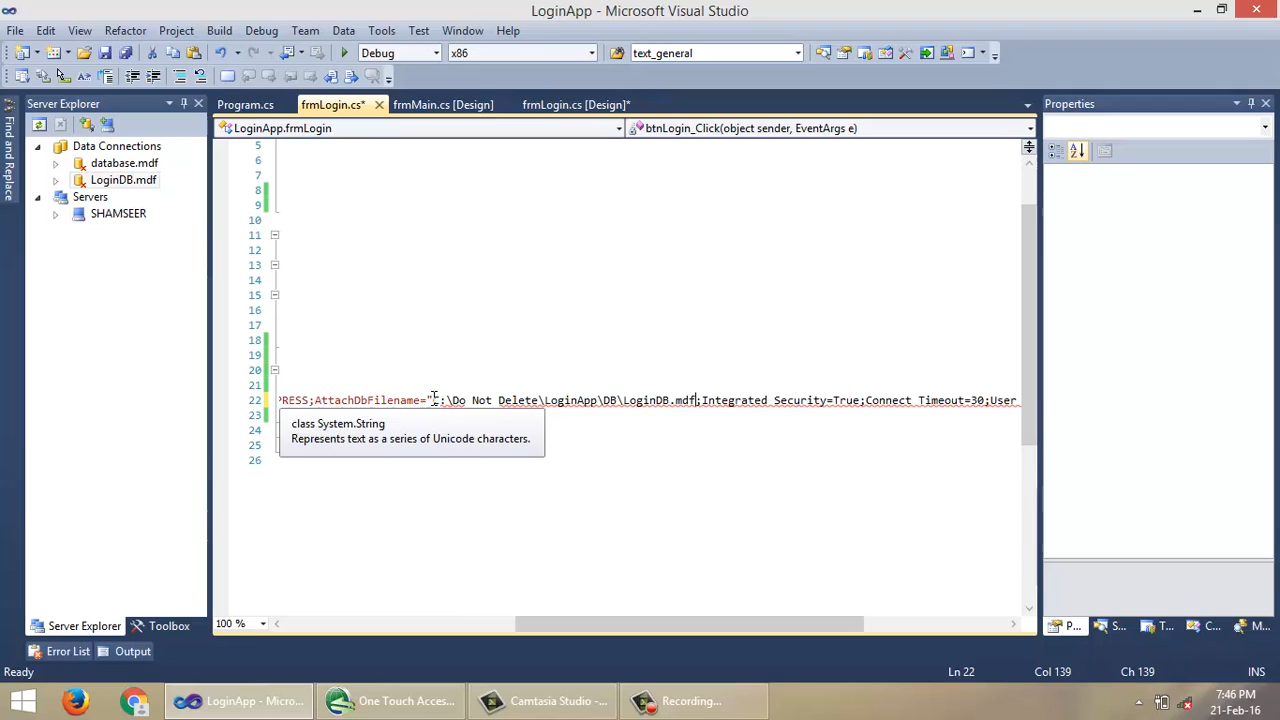 LoginApp - Microsoft Visual Studio
File Edit View Refactor Project Build Debug Team Data Tools Test Window Help
Debug x86 text_general
Server Explorer
Program.cs frmLogin.cs* frmMain.cs [Design] frmLogin.cs [Design]*
Properties
LoginApp.frmLogin btnLogin_Click(object sender, EventArgs e)
Data Connections
database.mdf
LoginDB.mdf
Servers
SHAMSEER
Find and Replace
5
6
7
8
9
10
11
12
13
14
15
16
17
18
19
20
21
22 RESS;AttachDbFilename=" :\Do Not Delete\LoginApp\DB\LoginDB.mdf;Integrated Security=True;Connect Timeout=30;User
23
24
25
26
class System.String
Represents text as a series of Unicode characters.
100 %
Server Explorer Toolbox
P... S... T... C... M...
Error List Output
Ready Ln 22 Col 139 Ch 139 INS
LoginApp - Micro... One Touch Acces... Camtasia Studio -... Recording...
7:46 PM
21-Feb-16